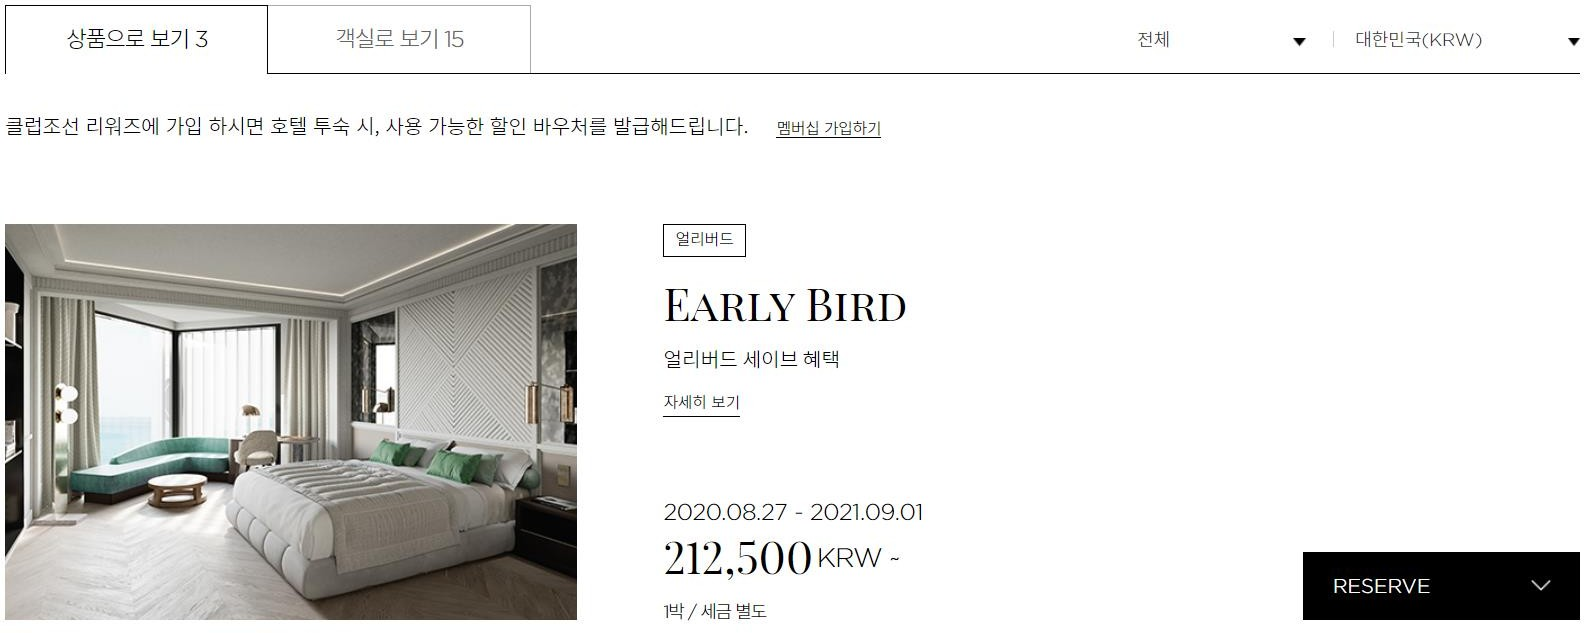 상품으로 보기 3
객실로 보기 15
전체
대한민국(KRW)
클럽조선 리워즈에 가입 하시면 호텔 투숙 시, 사용 가능한 할인 바우처를 발급해드립니다.
멤버십 가입하기
얼리버드
EARLY BIRD
얼리버드 세이브 혜택
자세히 보기
2020.08.27 - 2021.09.01
212,500 KRW ~
1박 / 세금 별도
RESERVE